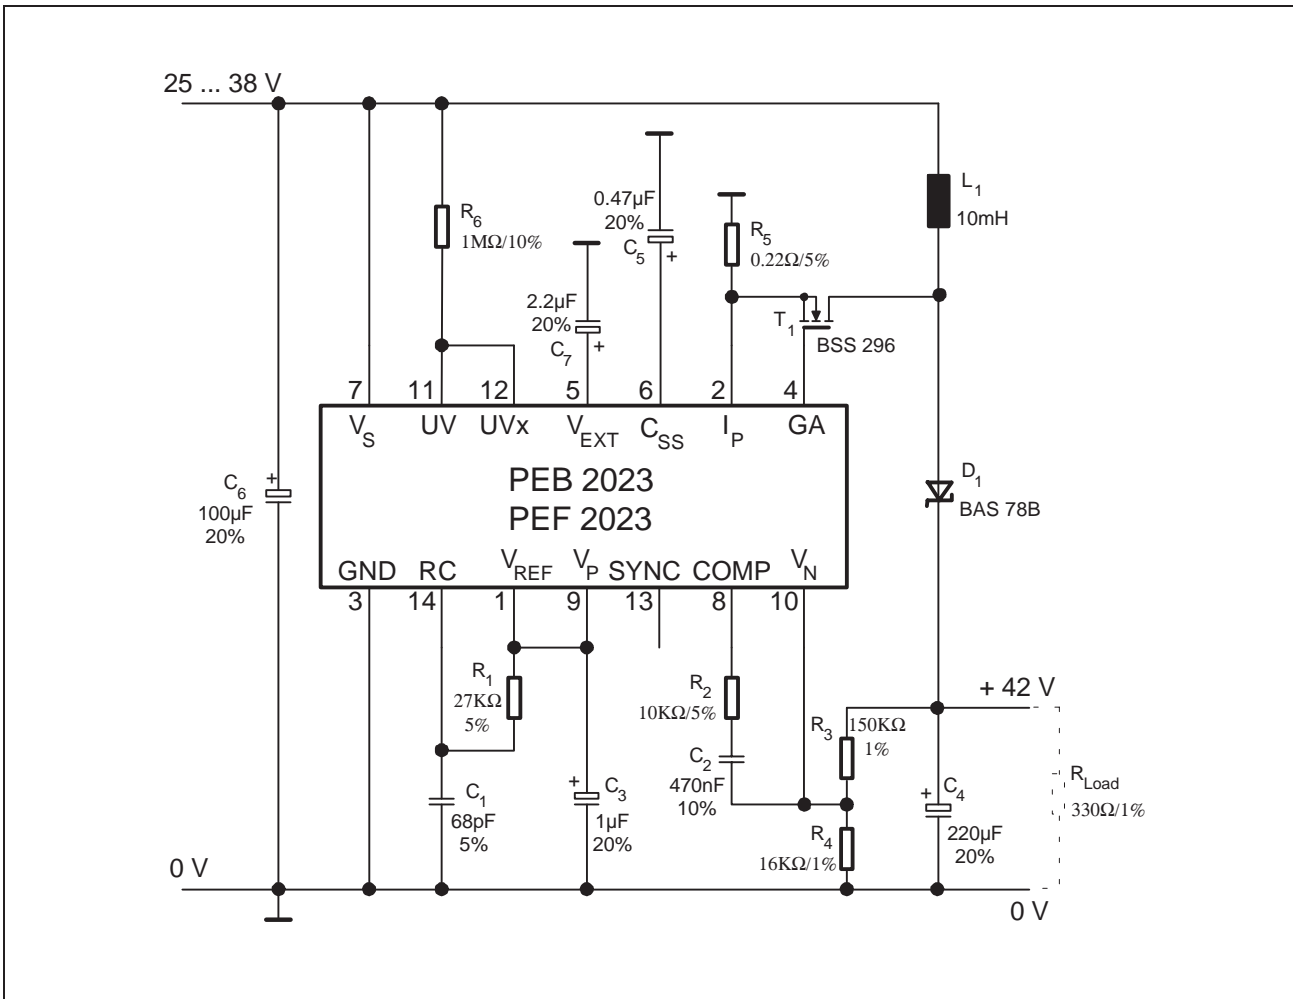 25 ... 38 V
L1
10mH
0.47µF
20%
C5
+
R6
1MΩ/10%
R5
0.22Ω/5%
2.2µF
20%
C7
+
T1
BSS 296
7
11
12
5
6
2
4
VS
UV
UVx
VEXT
CSS
IP
GA
PEB 2023
PEF 2023
C6
+
100µF
20%
D1
BAS 78B
GND
RC
VREF
VP
SYNC
COMP
VN
3
14
1
9
13
8
10
R1
27KΩ
5%
R2
10KΩ/5%
+ 42 V
R3
150KΩ
1%
C2
470nF
10%
C1
68pF
5%
+
C3
1µF
20%
+
C4
220µF
20%
RLoad
330Ω/1%
R4
16KΩ/1%
0 V
0 V